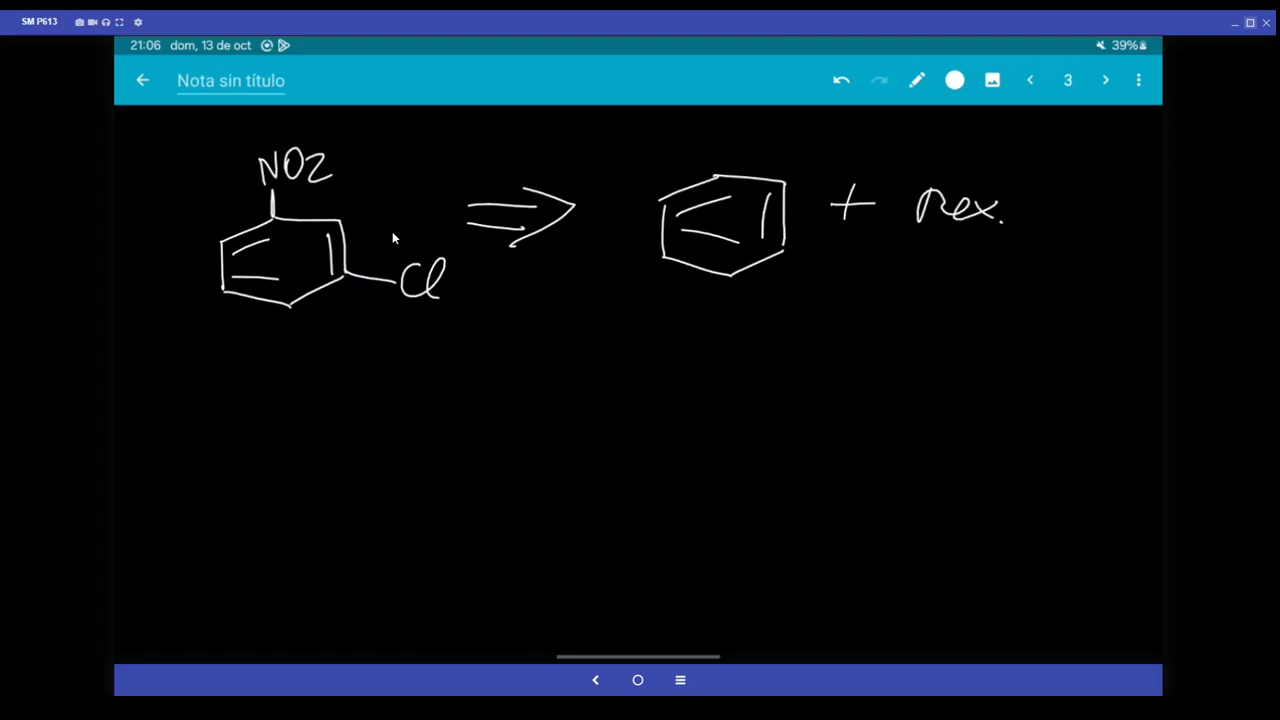 SM P613
21:06 dom, 13 de oct 39%
Nota sin título 3
NO2
Cl
+ Rex.